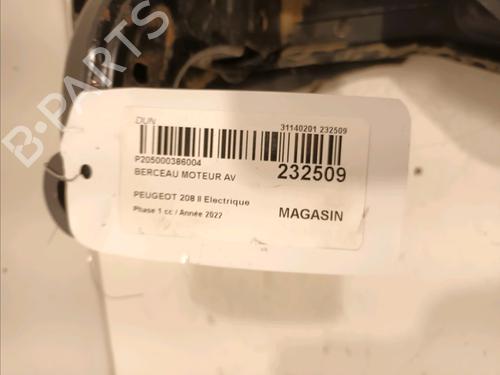 B-PARTS
DUN
31140201 232509
P205000386004
BERCEAU MOTEUR AV
232509
PEUGEOT 208 II Electrique
Phase 1 cc / Année 2022
MAGASIN